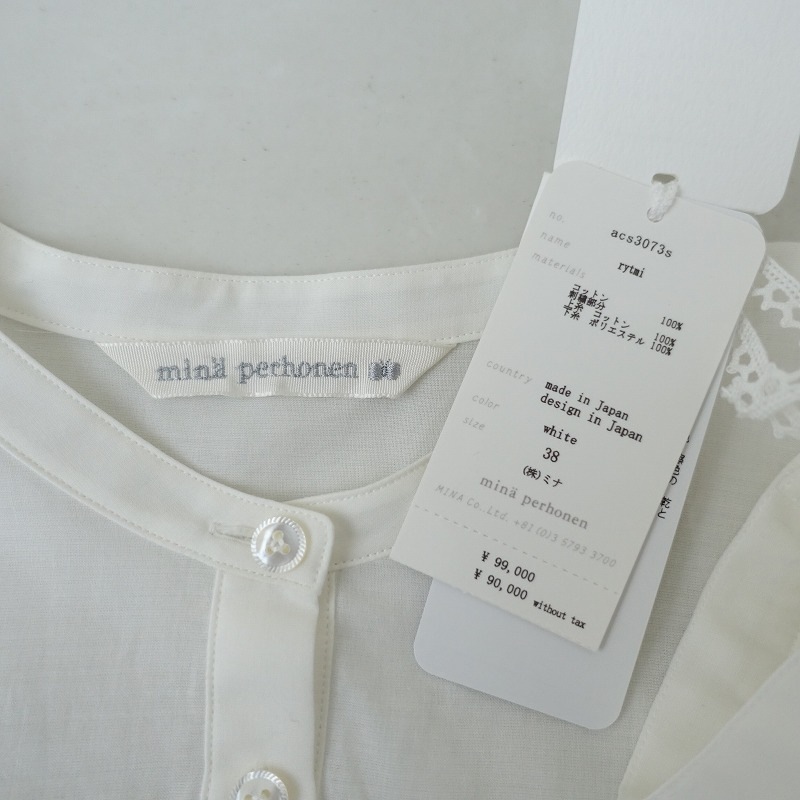 minä perhonen
no. acs3073s
name rytmi
materials
コットン 100%
刺繍部分
上糸 コットン 100%
下糸 ポリエステル 100%
country made in Japan
design in Japan
color white
size 38
(株)ミナ
minä perhonen
MINA Co.,Ltd. +81(0)3 5793 3700
¥ 99,000
¥ 90,000 without tax